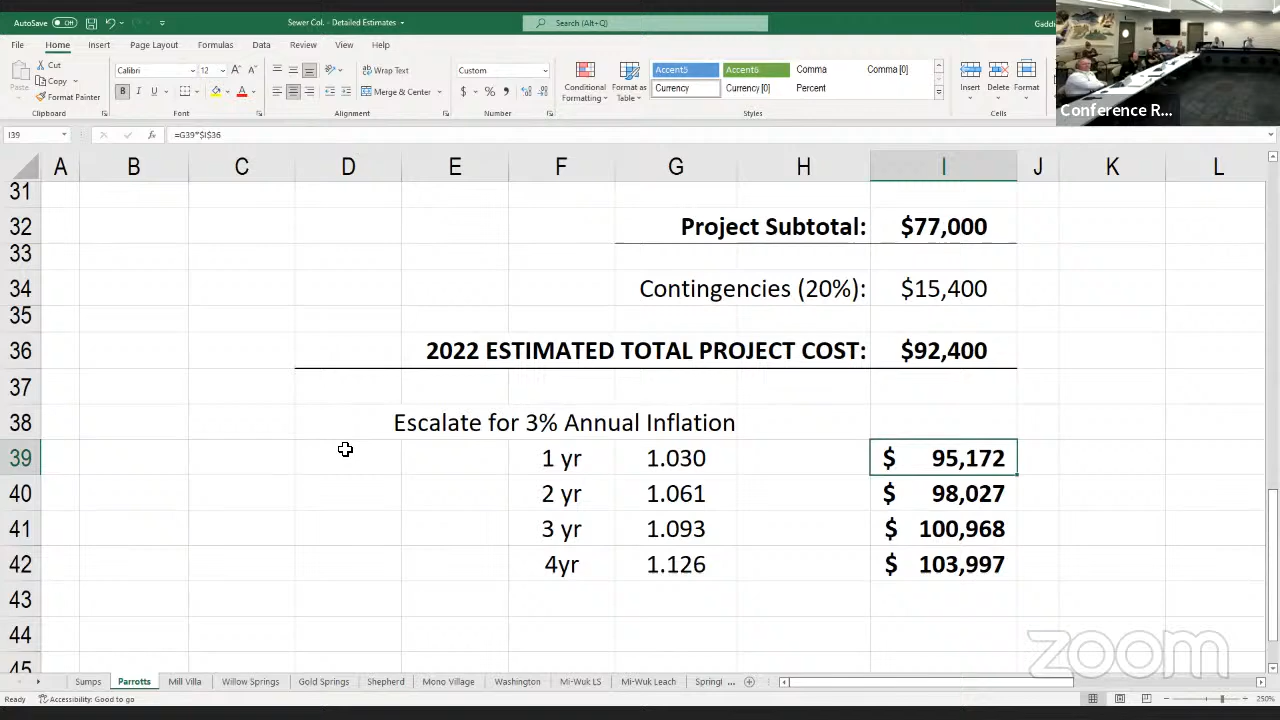 AutoSave Off Sewer Col. - Detailed Estimates Search (Alt+Q) Gaddi
File Home Insert Page Layout Formulas Data Review View Help
Cut
Copy
Format Painter
Paste
Calibri 12
B I U
Wrap Text
Merge & Center
Custom
$ % ,
Conditional Formatting
Format as Table
Accent5 Accent6 Comma Comma [0]
Currency Currency [0] Percent
Insert Delete Format
Clipboard Font Alignment Number Styles Cells
Conference R...
I39 fx =G39*$I$36
A B C D E F G H I J K L
31
32 Project Subtotal: $77,000
33
34 Contingencies (20%): $15,400
35
36 2022 ESTIMATED TOTAL PROJECT COST: $92,400
37
38 Escalate for 3% Annual Inflation
39 1 yr 1.030 $ 95,172
40 2 yr 1.061 $ 98,027
41 3 yr 1.093 $ 100,968
42 4yr 1.126 $ 103,997
43
44
45
zoom
Sumps Parrotts Mill Villa Willow Springs Gold Springs Shepherd Mono Village Washington Mi-Wuk LS Mi-Wuk Leach Springl ...
Ready Accessibility: Good to go 250%